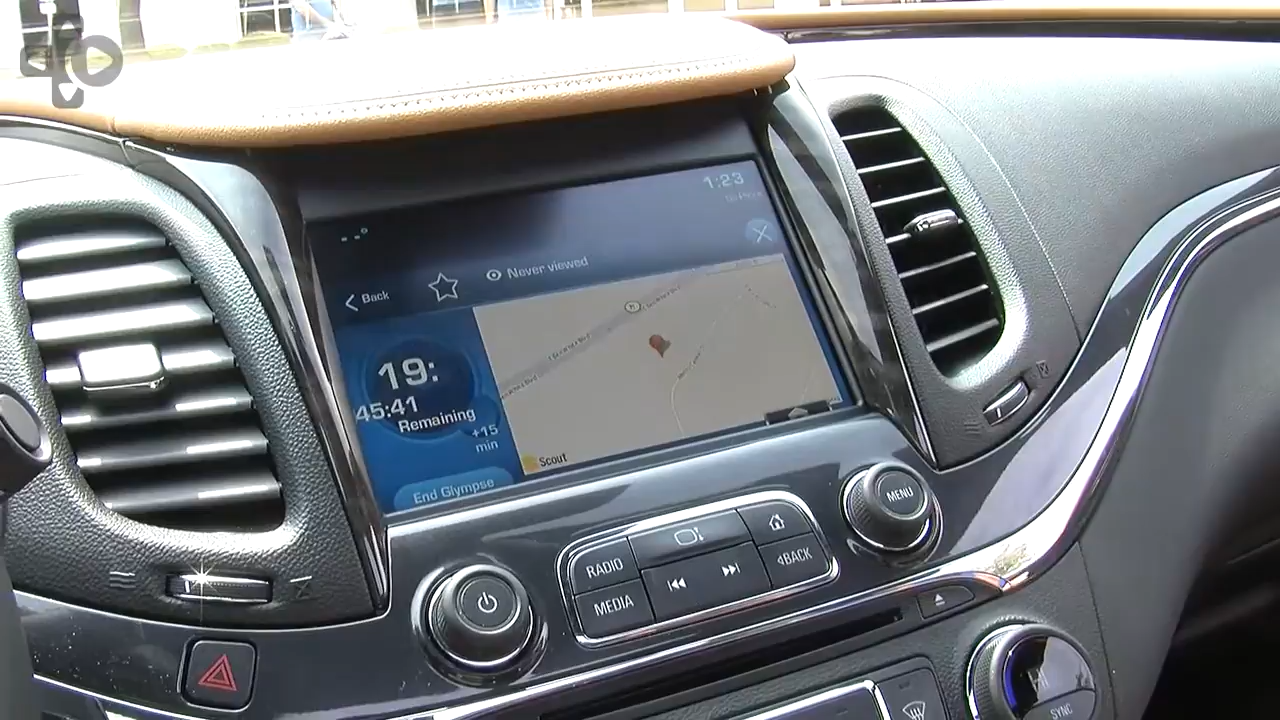 1:23
--°
Never viewed
Back
19:
45:41
Remaining
+15
min
Scout
End Glympse
MENU
RADIO
BACK
MEDIA
SYNC